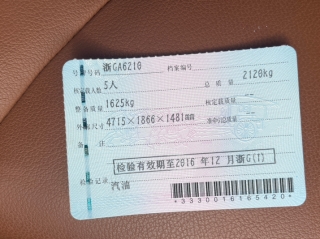 号牌号码 浙GA6210 档案编号
核定载人数 5人 总质量 2120kg
整备质量 1625kg 核定载质量 --
外廓尺寸 4715×1866×1481mm 准牵引总质量 --
备注
检验有效期至2016 年12 月浙G(1)
检验记录
汽油
*3330016165420*